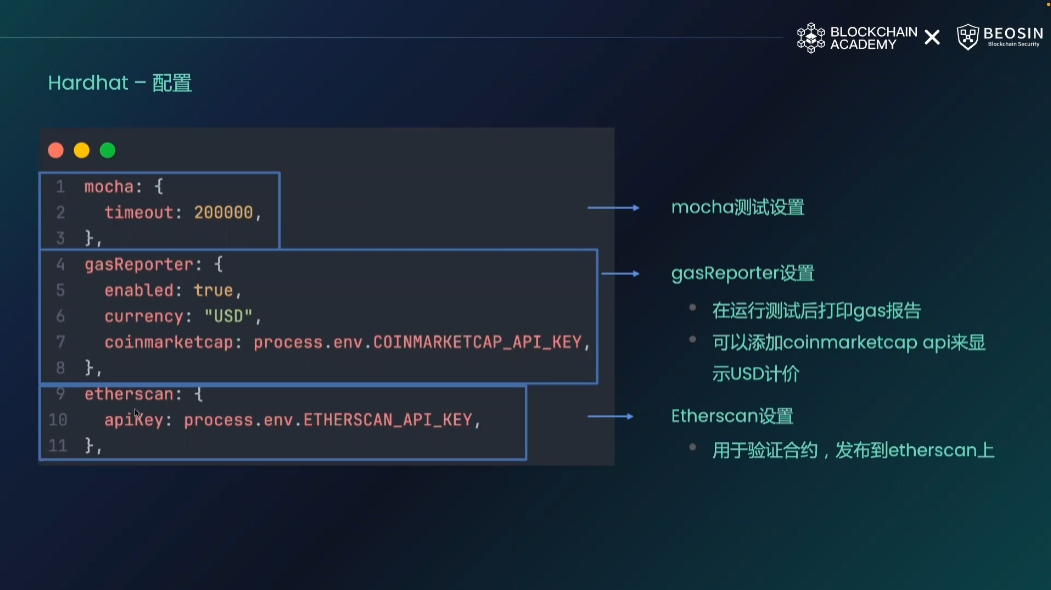 BLOCKCHAIN
ACADEMY
BEOSIN
Blockchain Security
Hardhat – 配置
1 mocha: {
2 timeout: 200000,
3 },
4 gasReporter: {
5 enabled: true,
6 currency: "USD",
7 coinmarketcap: process.env.COINMARKETCAP_API_KEY,
8 },
9 etherscan: {
10 apiKey: process.env.ETHERSCAN_API_KEY,
11 },
mocha测试设置
gasReporter设置
在运行测试后打印gas报告
可以添加coinmarketcap api来显
示USD计价
Etherscan设置
用于验证合约，发布到etherscan上